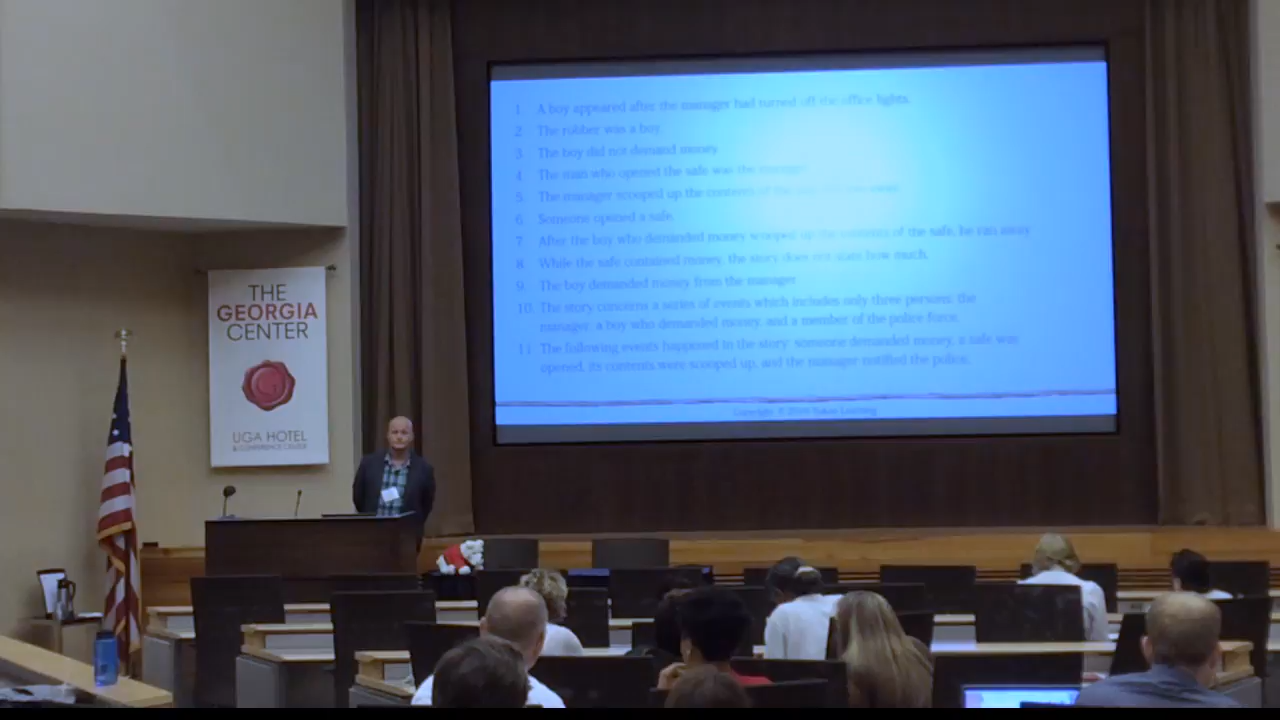 THE
GEORGIA
CENTER
UGA HOTEL
& CONFERENCE CENTER
1. A boy appeared after the manager had turned off the office lights.
2. The robber was a boy.
3. The boy did not demand money.
4. The man who opened the safe was the manager.
5. The manager scooped up the contents of the
6. Someone opened a safe.
7. After the boy who demanded money scooped up the contents of the safe, he ran away.
8. While the safe contained money, the story does not state how much.
9. The boy demanded money from the manager.
10. The story concerns a series of events which includes only three persons: the
manager, a boy who demanded money, and a member of the police force.
11. The following events happened in the story: someone demanded money, a safe was
opened, its contents were scooped up, and the manager notified the police.
Copyright © Learning